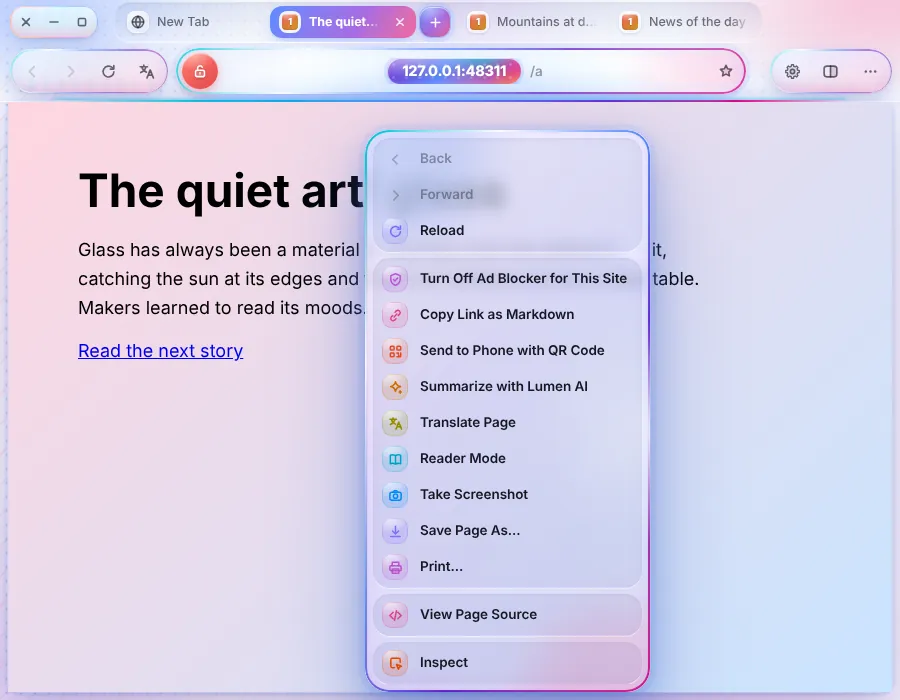 New Tab
1 The quiet...
1 Mountains at d...
1 News of the day
127.0.0.1:48311 /a
The quiet art
Glass has always been a material it,
catching the sun at its edges and table.
Makers learned to read its moods.
Read the next story
Back
Forward
Reload
Turn Off Ad Blocker for This Site
Copy Link as Markdown
Send to Phone with QR Code
Summarize with Lumen AI
Translate Page
Reader Mode
Take Screenshot
Save Page As...
Print...
View Page Source
Inspect